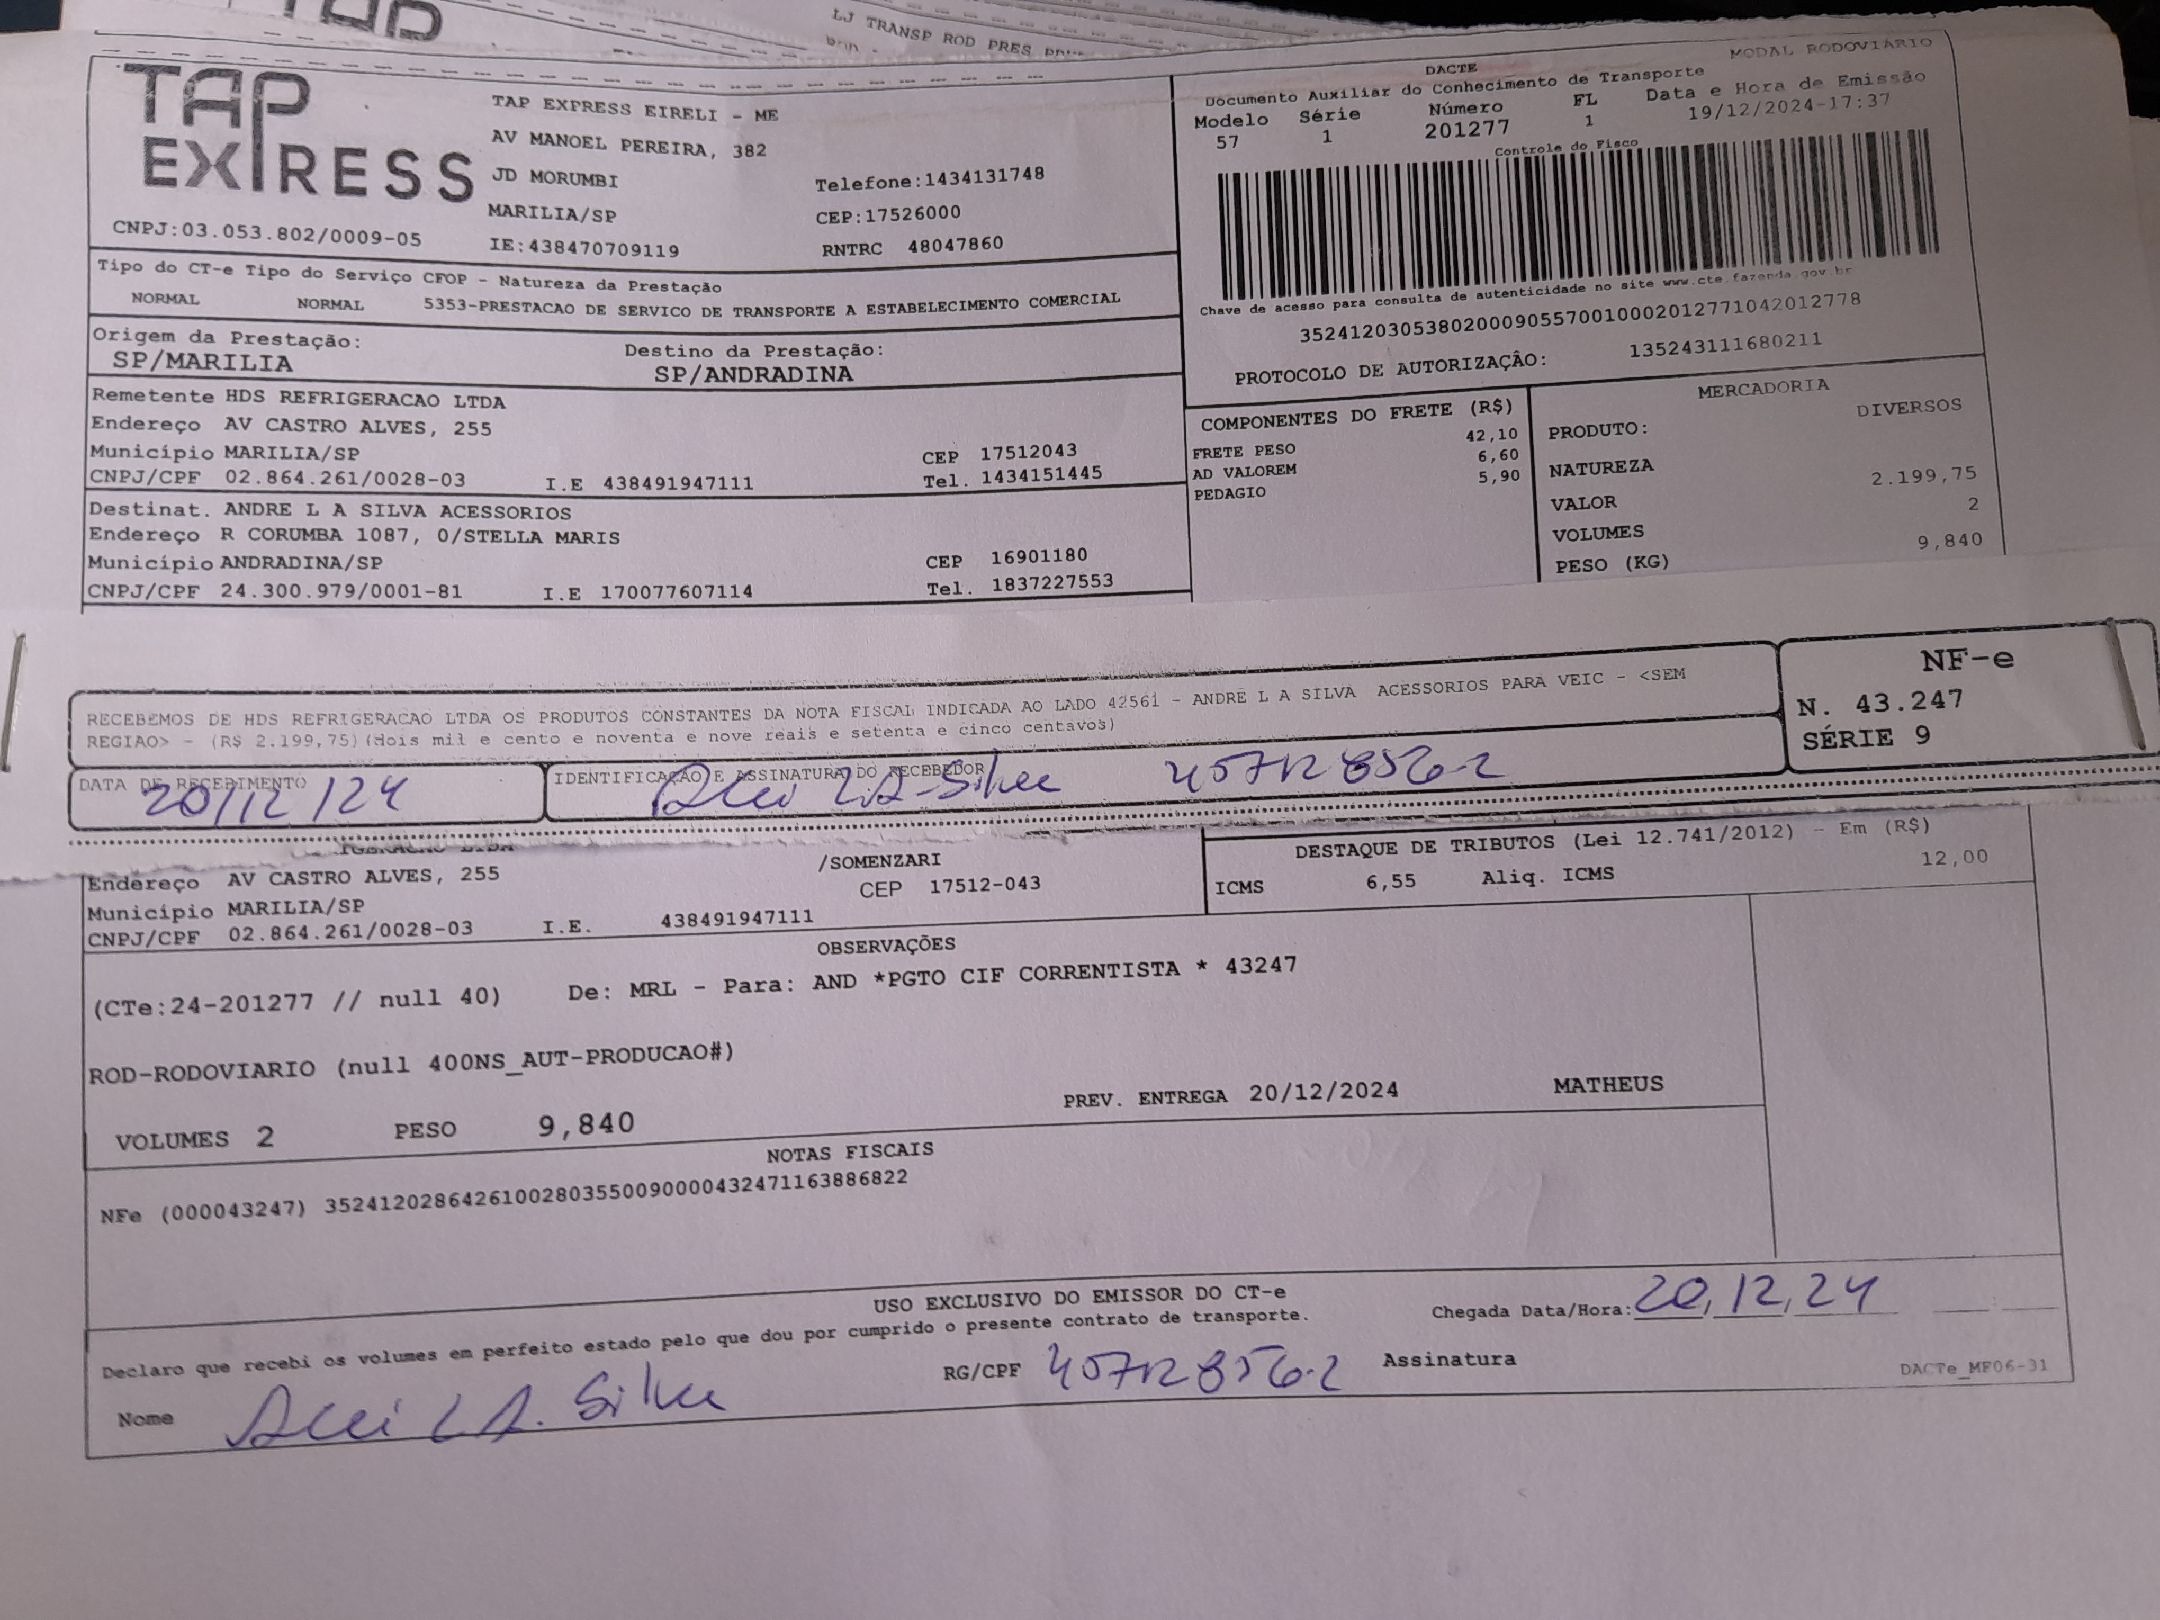 LJ TRANSP ROD PRES
TAP
EXPRESS
CNPJ:03.053.802/0009-05
TAP EXPRESS EIRELI - ME
AV MANOEL PEREIRA, 382
JD MORUMBI
Telefone:1434131748
MARILIA/SP
CEP:17526000
IE:438470709119
RNTRC 48047860
MODAL RODOVIARIO
DACTE
Documento Auxiliar do Conhecimento de Transporte
Modelo Série Número FL Data e Hora de Emissão
57 1 201277 1 19/12/2024-17:37
Controle do Fisco
Chave de acesso para consulta de autenticidade no site www.cte.fazenda.gov.br
35241203053802000905570010002012771042012778
PROTOCOLO DE AUTORIZAÇÂO: 135243111680211
Tipo do CT-e Tipo do Serviço CFOP - Natureza da Prestação
NORMAL NORMAL 5353-PRESTACAO DE SERVICO DE TRANSPORTE A ESTABELECIMENTO COMERCIAL
Origem da Prestação: Destino da Prestação:
SP/MARILIA SP/ANDRADINA
Remetente HDS REFRIGERACAO LTDA
Endereço AV CASTRO ALVES, 255
Município MARILIA/SP CEP 17512043
CNPJ/CPF 02.864.261/0028-03 I.E 438491947111 Tel. 1434151445
Destinat. ANDRE L A SILVA ACESSORIOS
Endereço R CORUMBA 1087, 0/STELLA MARIS
Município ANDRADINA/SP CEP 16901180
CNPJ/CPF 24.300.979/0001-81 I.E 170077607114 Tel. 1837227553
COMPONENTES DO FRETE (R$)
FRETE PESO 42,10
AD VALOREM 6,60
PEDAGIO 5,90
MERCADORIA
PRODUTO: DIVERSOS
NATUREZA
VALOR 2.199,75
VOLUMES 2
PESO (KG) 9,840
RECEBEMOS DE HDS REFRIGERACAO LTDA OS PRODUTOS CONSTANTES DA NOTA FISCAL INDICADA AO LADO 42561 - ANDRE L A SILVA ACESSORIOS PARA VEIC - <SEM
REGIAO> - (R$ 2.199,75)(dois mil e cento e noventa e nove reais e setenta e cinco centavos)
NF-e
N. 43.247
SÉRIE 9
DATA DE RECEBIMENTO
20/12/24
IDENTIFICAÇÃO E ASSINATURA DO RECEBEDOR
L A Silva
/SOMENZARI
Endereço AV CASTRO ALVES, 255 CEP 17512-043
Município MARILIA/SP
CNPJ/CPF 02.864.261/0028-03 I.E. 438491947111
DESTAQUE DE TRIBUTOS (Lei 12.741/2012) - Em (R$)
ICMS 6,55 Aliq. ICMS 12,00
OBSERVAÇÕES
(CTe:24-201277 // null 40) De: MRL - Para: AND *PGTO CIF CORRENTISTA * 43247
ROD-RODOVIARIO (null 400NS_AUT-PRODUCAO#)
PREV. ENTREGA 20/12/2024 MATHEUS
VOLUMES 2 PESO 9,840
NOTAS FISCAIS
NFe (000043247) 35241202864261002803550090000432471163886822
USO EXCLUSIVO DO EMISSOR DO CT-e
Declaro que recebi os volumes em perfeito estado pelo que dou por cumprido o presente contrato de transporte.
Chegada Data/Hora: 20, 12, 24
Nome L A. Silva RG/CPF Assinatura
DACTe_MF06-31